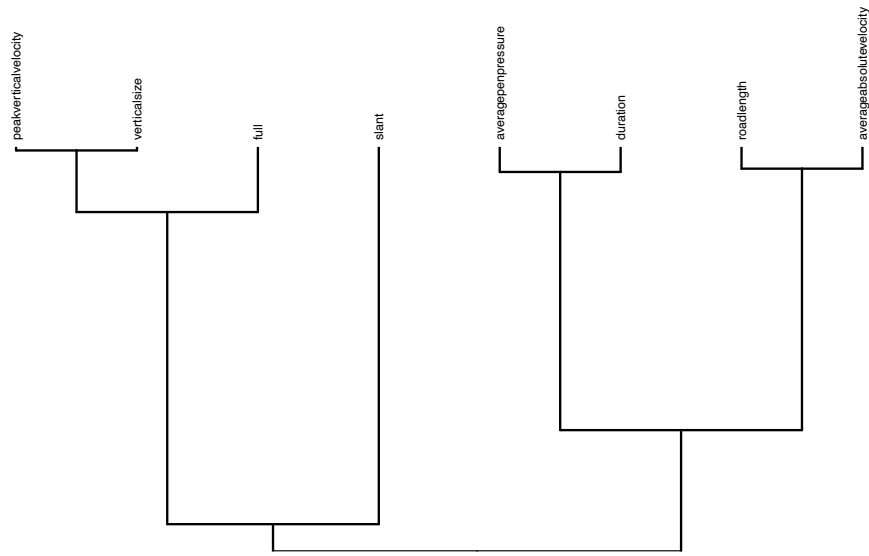 peakverticalvelocity
verticalsize
full
slant
averagepenpressure
duration
roadlength
averageabsolutevelocity